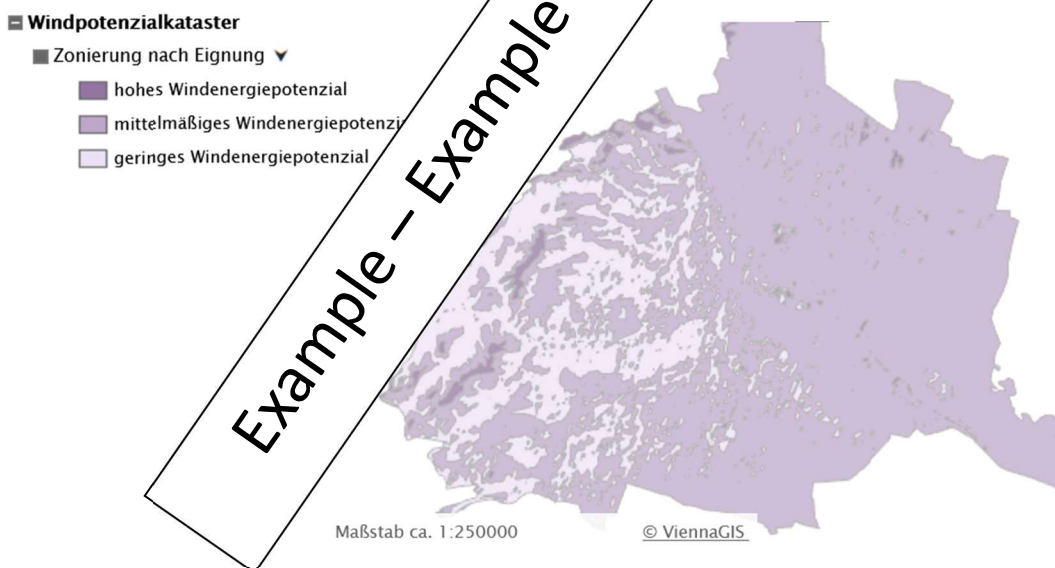 Windpotenzialkataster
Zonierung nach Eignung
hohes Windenergiepotenzial
mittelmäßiges Windenergiepotenzi
geringes Windenergiepotenzial
Example – Example
Maßstab ca. 1:250000
© ViennaGIS